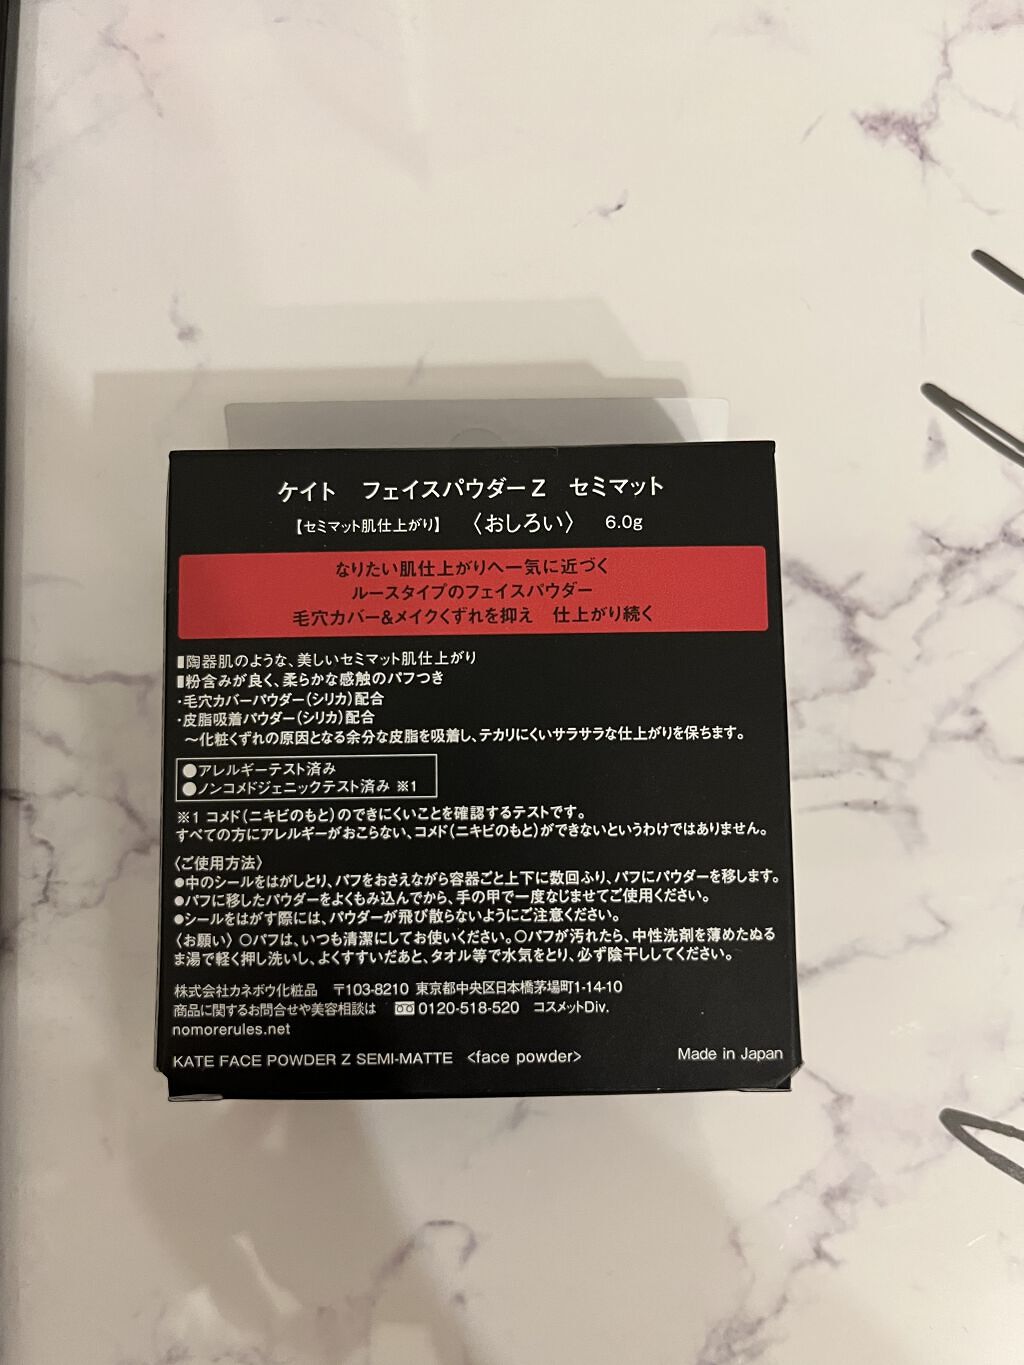 ケイト　フェイスパウダーZ　セミマット
【セミマット肌仕上がり】　〈おしろい〉　6.0g
なりたい肌仕上がりへ一気に近づく
ルースタイプのフェイスパウダー
毛穴カバー&メイクくずれを抑え　仕上がり続く
▮陶器肌のような、美しいセミマット肌仕上がり
▮粉含みが良く、柔らかな感触のパフつき
・毛穴カバーパウダー（シリカ）配合
・皮脂吸着パウダー（シリカ）配合
～化粧くずれの原因となる余分な皮脂を吸着し、テカリにくいサラサラな仕上がりを保ちます。
●アレルギーテスト済み
●ノンコメドジェニックテスト済み ※1
※1 コメド（ニキビのもと）のできにくいことを確認するテストです。
すべての方にアレルギーがおこらない、コメド（ニキビのもと）ができないというわけではありません。
〈ご使用方法〉
●中のシールをはがしとり、パフをおさえながら容器ごと上下に数回ふり、パフにパウダーを移します。
●パフに移したパウダーをよくもみ込んでから、手の甲で一度なじませてご使用ください。
●シールをはがす際には、パウダーが飛び散らないようにご注意ください。
〈お願い〉〇パフは、いつも清潔にしてお使いください。〇パフが汚れたら、中性洗剤を薄めたぬる
ま湯で軽く押し洗いし、よくすすいだあと、タオル等で水気をとり、必ず陰干ししてください。
株式会社カネボウ化粧品　〒103-8210 東京都中央区日本橋茅場町1-14-10
商品に関するお問合せや美容相談は　0120-518-520　コスメットDiv.
nomorerules.net
KATE FACE POWDER Z SEMI-MATTE <face powder>　Made in Japan